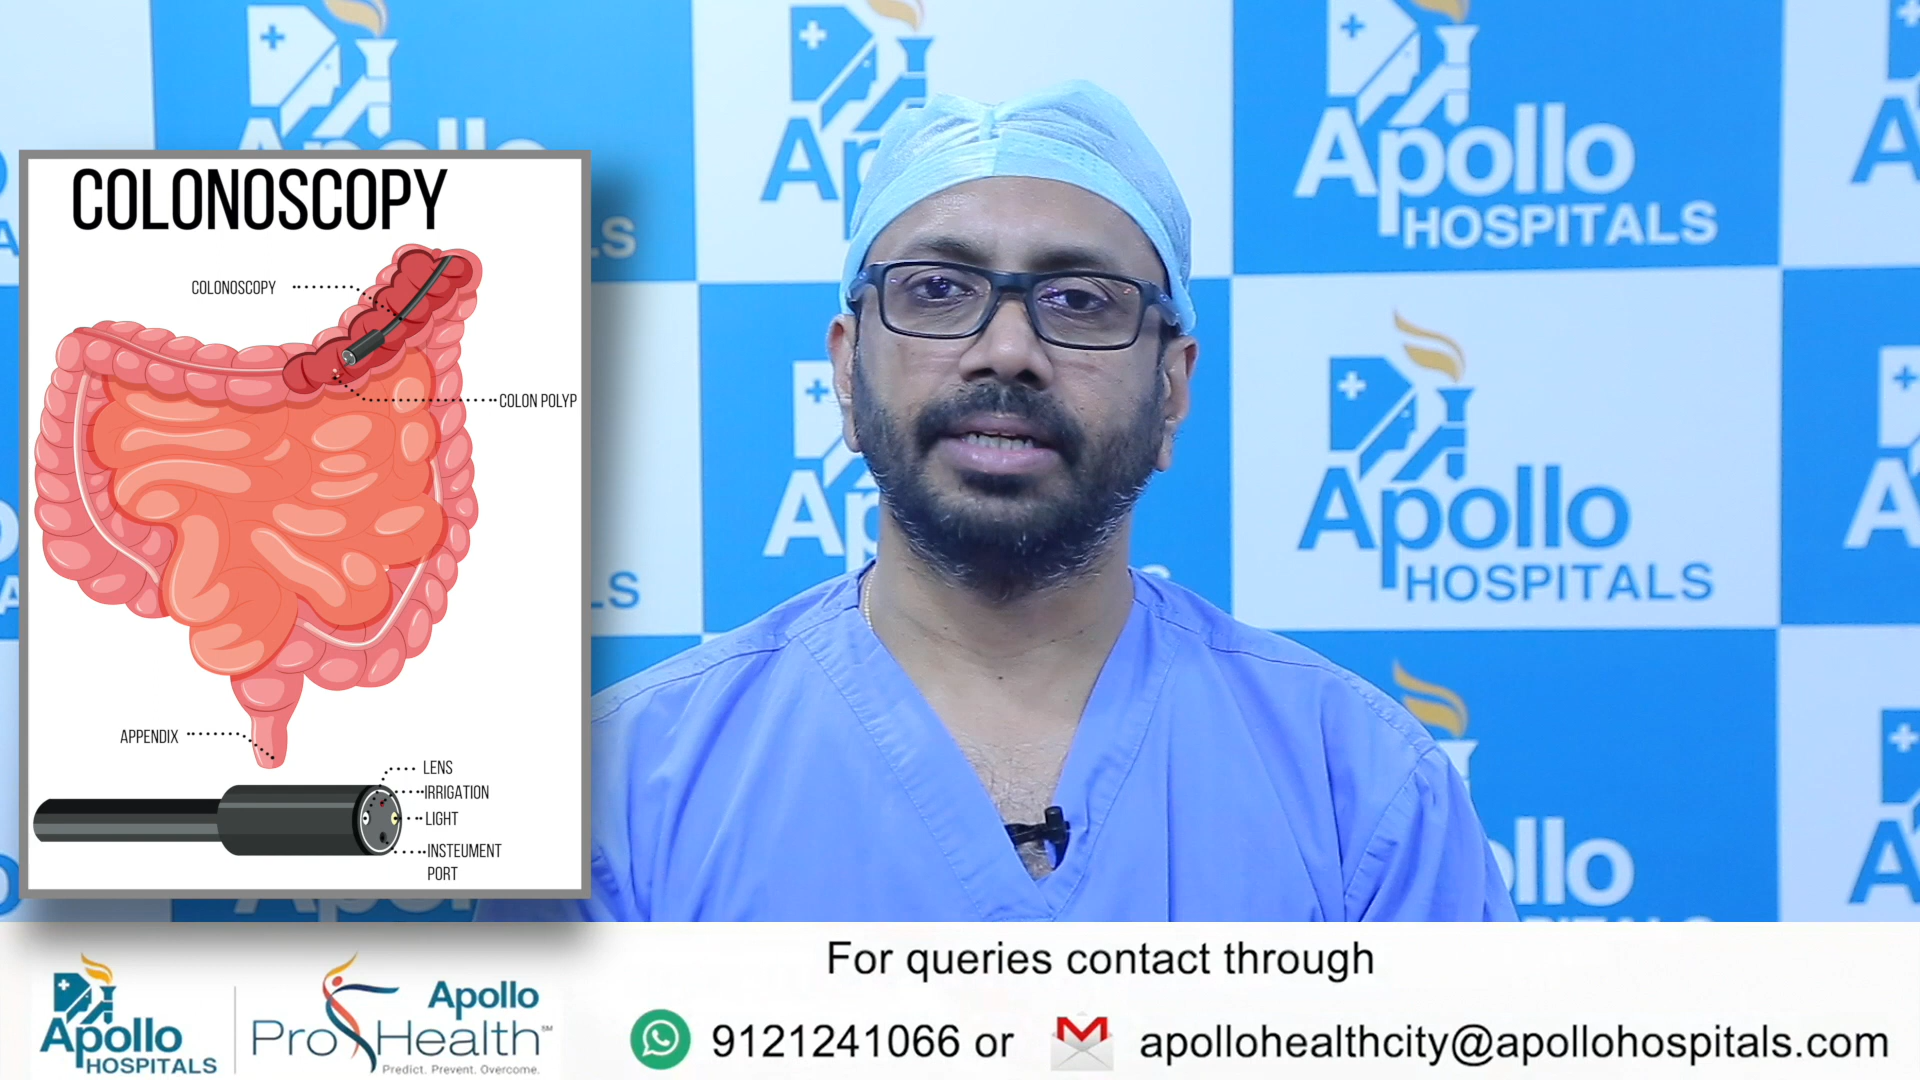 COLONOSCOPY
COLONOSCOPY
COLON POLYP
APPENDIX
LENS
IRRIGATION
LIGHT
INSTEUMENT
PORT
Apollo
HOSPITALS
Apollo
HOSPITALS
For queries contact through
9121241066 or apollohealthcity@apollohospitals.com
Apollo
HOSPITALS
Apollo
ProHealth℠
Predict. Prevent. Overcome.